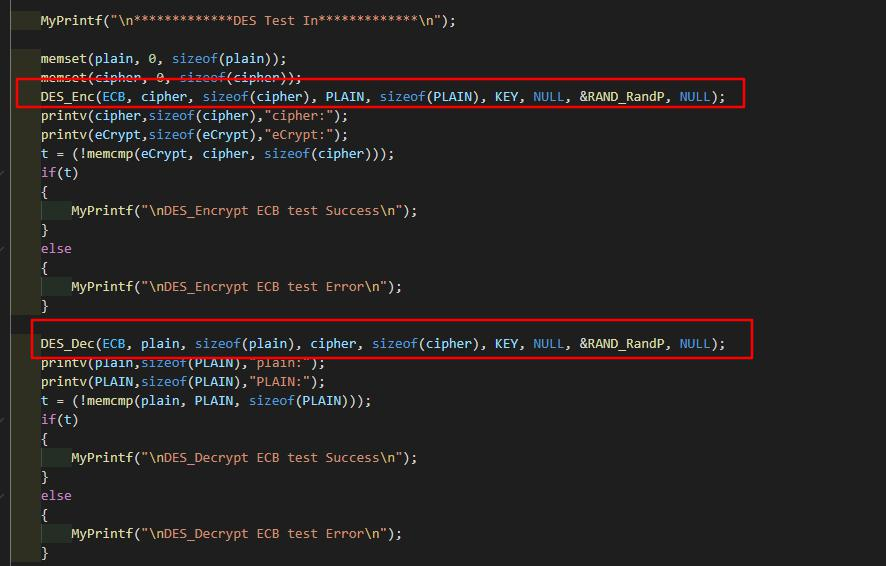 MyPrintf("\n*************DES Test In*************\n");
memset(plain, 0, sizeof(plain));
memset(cipher, 0, sizeof(cipher));
DES_Enc(ECB, cipher, sizeof(cipher), PLAIN, sizeof(PLAIN), KEY, NULL, &RAND_RandP, NULL);
printv(cipher,sizeof(cipher),"cipher:");
printv(eCrypt,sizeof(eCrypt),"eCrypt:");
t = (!memcmp(eCrypt, cipher, sizeof(cipher)));
if(t)
{
MyPrintf("\nDES_Encrypt ECB test Success\n");
}
else
{
MyPrintf("\nDES_Encrypt ECB test Error\n");
}
DES_Dec(ECB, plain, sizeof(plain), cipher, sizeof(cipher), KEY, NULL, &RAND_RandP, NULL);
printv(plain,sizeof(PLAIN),"plain:");
printv(PLAIN,sizeof(PLAIN),"PLAIN:");
t = (!memcmp(plain, PLAIN, sizeof(PLAIN)));
if(t)
{
MyPrintf("\nDES_Decrypt ECB test Success\n");
}
else
{
MyPrintf("\nDES_Decrypt ECB test Error\n");
}